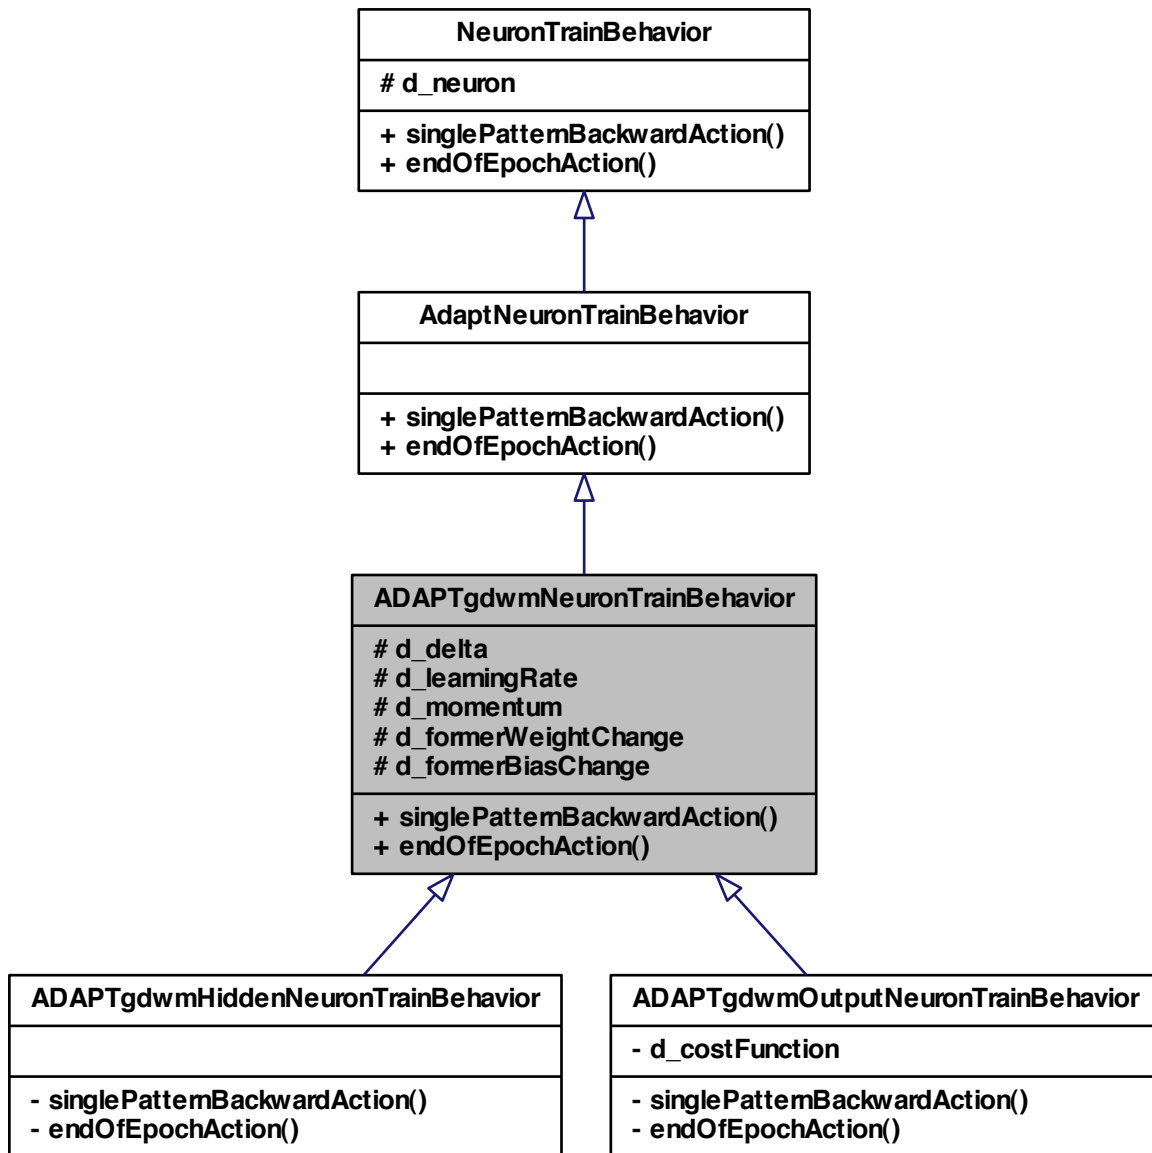 NeuronTrainBehavior
# d_neuron
+ singlePatternBackwardAction()
+ endOfEpochAction()
AdaptNeuronTrainBehavior
+ singlePatternBackwardAction()
+ endOfEpochAction()
ADAPTgdwmNeuronTrainBehavior
# d_delta
# d_learningRate
# d_momentum
# d_formerWeightChange
# d_formerBiasChange
+ singlePatternBackwardAction()
+ endOfEpochAction()
ADAPTgdwmHiddenNeuronTrainBehavior
- singlePatternBackwardAction()
- endOfEpochAction()
ADAPTgdwmOutputNeuronTrainBehavior
- d_costFunction
- singlePatternBackwardAction()
- endOfEpochAction()